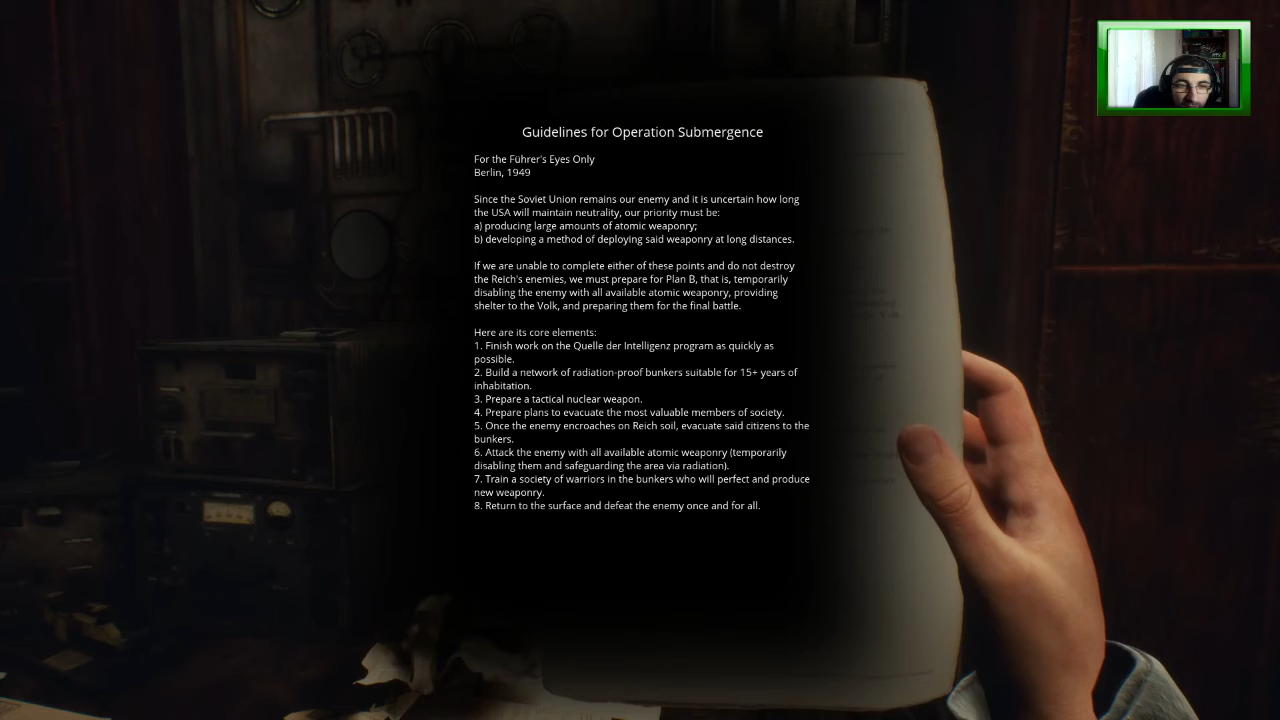 Guidelines for Operation Submergence
For the Führer's Eyes Only
Berlin, 1949
Since the Soviet Union remains our enemy and it is uncertain how long
the USA will maintain neutrality, our priority must be:
a) producing large amounts of atomic weaponry;
b) developing a method of deploying said weaponry at long distances.
If we are unable to complete either of these points and do not destroy
the Reich's enemies, we must prepare for Plan B, that is, temporarily
disabling the enemy with all available atomic weaponry, providing
shelter to the Volk, and preparing them for the final battle.
Here are its core elements:
1. Finish work on the Quelle der Intelligenz program as quickly as
possible.
2. Build a network of radiation-proof bunkers suitable for 15+ years of
inhabitation.
3. Prepare a tactical nuclear weapon.
4. Prepare plans to evacuate the most valuable members of society.
5. Once the enemy encroaches on Reich soil, evacuate said citizens to the
bunkers.
6. Attack the enemy with all available atomic weaponry (temporarily
disabling them and safeguarding the area via radiation).
7. Train a society of warriors in the bunkers who will perfect and produce
new weaponry.
8. Return to the surface and defeat the enemy once and for all.